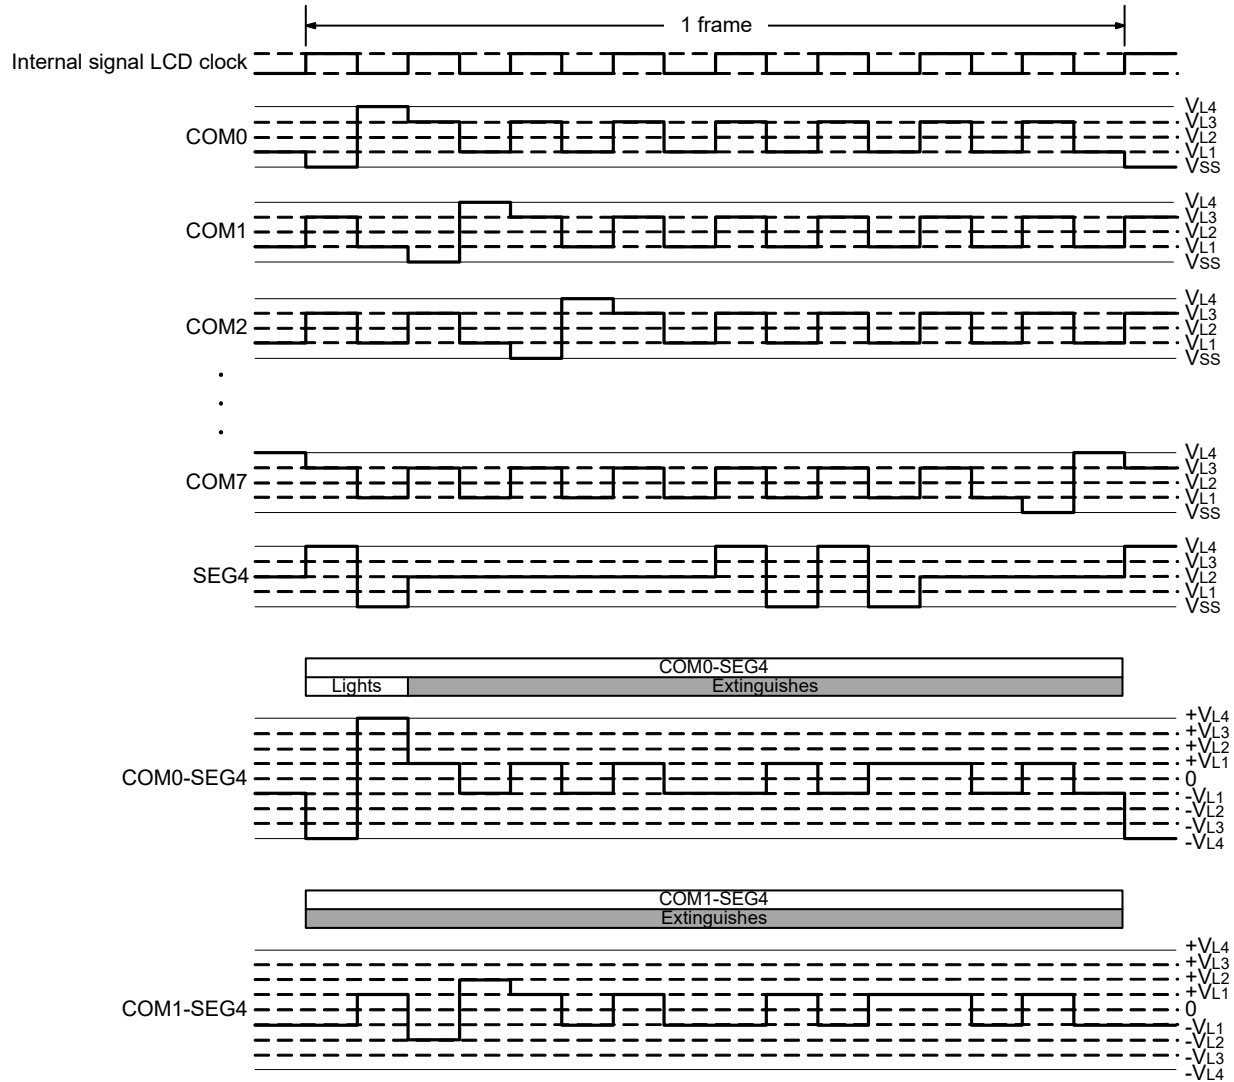 1 frame
Internal signal LCD clock
COM0
VL4
VL3
VL2
VL1
VSS
COM1
VL4
VL3
VL2
VL1
VSS
COM2
VL4
VL3
VL2
VL1
VSS
COM7
VL4
VL3
VL2
VL1
VSS
SEG4
VL4
VL3
VL2
VL1
VSS
COM0-SEG4
Lights Extinguishes
COM0-SEG4
+VL4
+VL3
+VL2
+VL1
0
-VL1
-VL2
-VL3
-VL4
COM1-SEG4
Extinguishes
COM1-SEG4
+VL4
+VL3
+VL2
+VL1
0
-VL1
-VL2
-VL3
-VL4